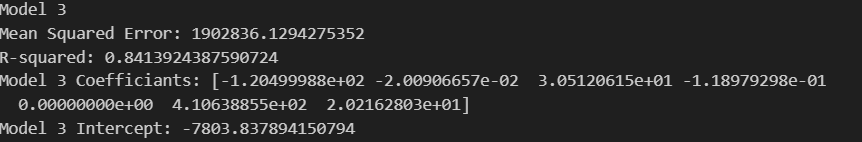 Model 3
Mean Squared Error: 1902836.1294275352
R-squared: 0.8413924387590724
Model 3 Coefficiants: [-1.20499988e+02 -2.00906657e-02  3.05120615e+01 -1.18979298e-01
  0.00000000e+00  4.10638855e+02  2.02162803e+01]
Model 3 Intercept: -7803.837894150794